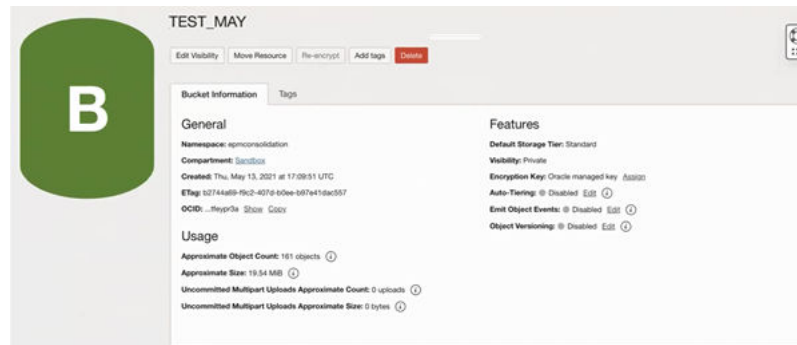 TEST_MAY
Edit Visibility Move Resource Re-encrypt Add tags Delete
B
Bucket Information Tags
General
Namespace: epmconsolidation
Compartment: Sandbox
Created: Thu, May 13, 2021 at 17:09:51 UTC
ETag: b2744a69-f9c2-407d-b0ee-b97e41dac557
OCID: ...tfeypr3a Show Copy
Usage
Approximate Object Count: 161 objects
Approximate Size: 19.54 MiB
Uncommitted Multipart Uploads Approximate Count: 0 uploads
Uncommitted Multipart Uploads Approximate Size: 0 bytes
Features
Default Storage Tier: Standard
Visibility: Private
Encryption Key: Oracle managed key Assign
Auto-Tiering: Disabled Edit
Emit Object Events: Disabled Edit
Object Versioning: Disabled Edit